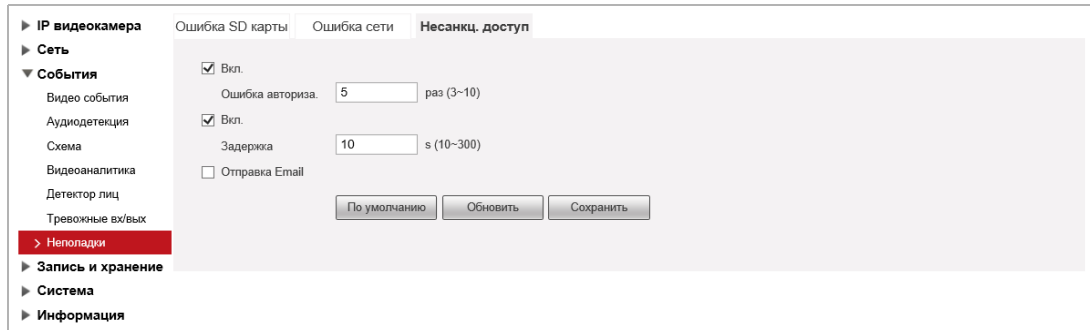 IP видеокамера
Сеть
События
Видео события
Аудиодетекция
Схема
Видеоаналитика
Детектор лиц
Тревожные вх/вых
Неполадки
Запись и хранение
Система
Информация
Ошибка SD карты Ошибка сети Несанкц. доступ
Вкл.
Ошибка авториза. 5 раз (3~10)
Вкл.
Задержка 10 s (10~300)
Отправка Email
По умолчанию Обновить Сохранить